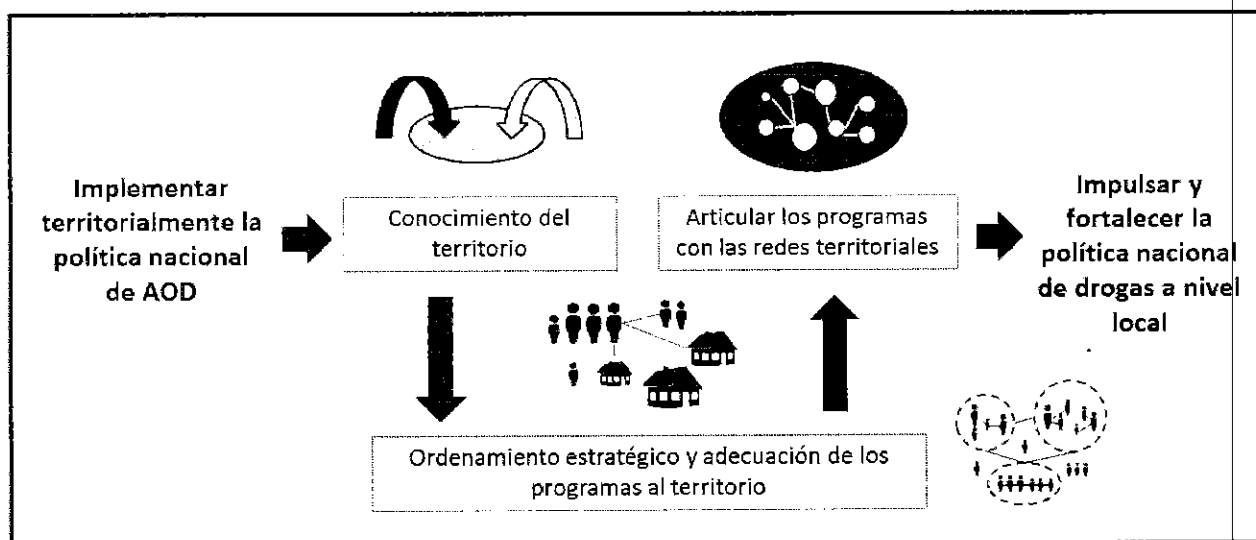 Implementar
territorialmente la
política nacional
de AOD
Conocimiento del
territorio
Articular los programas
con las redes territoriales
Impulsar y
fortalecer la
política nacional
de drogas a nivel
local
Ordenamiento estratégico y adecuación de los
programas al territorio